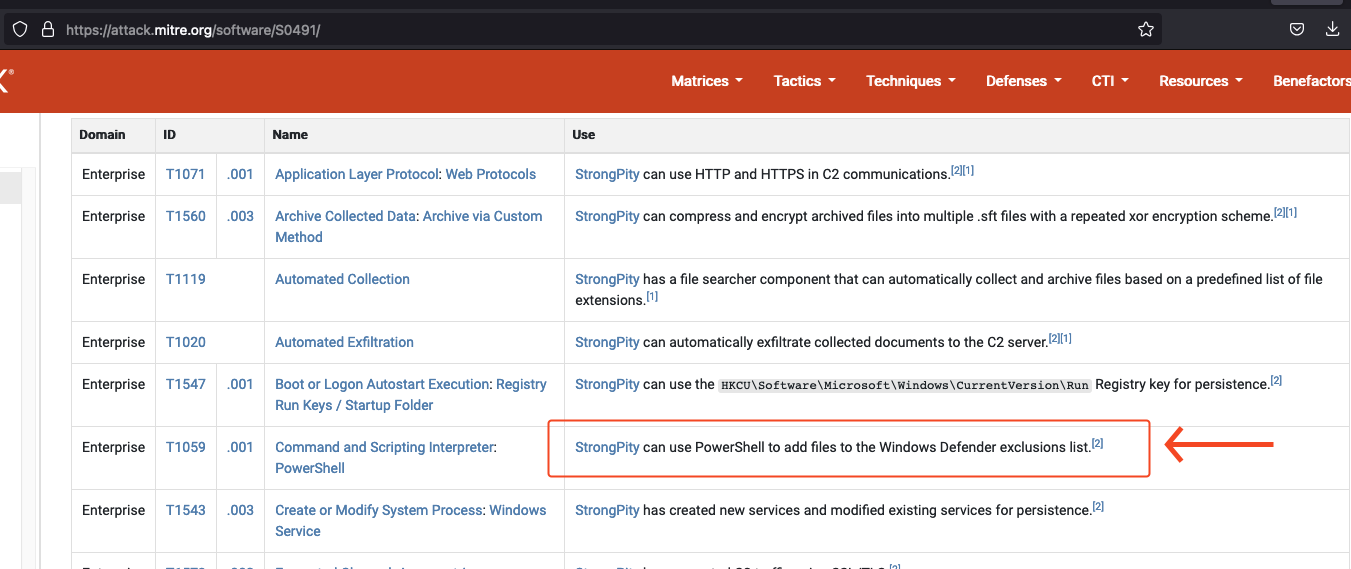 https://attack.mitre.org/software/S0491/
Matrices Tactics Techniques Defenses CTI Resources Benefactors
Domain ID Name Use
Enterprise T1071 .001 Application Layer Protocol: Web Protocols StrongPity can use HTTP and HTTPS in C2 communications.[2][1]
Enterprise T1560 .003 Archive Collected Data: Archive via Custom
Method
StrongPity can compress and encrypt archived files into multiple .sft files with a repeated xor encryption scheme.[2][1]
Enterprise T1119 Automated Collection StrongPity has a file searcher component that can automatically collect and archive files based on a predefined list of file
extensions.[1]
Enterprise T1020 Automated Exfiltration StrongPity can automatically exfiltrate collected documents to the C2 server.[2][1]
Enterprise T1547 .001 Boot or Logon Autostart Execution: Registry
Run Keys / Startup Folder
StrongPity can use the HKCU\Software\Microsoft\Windows\CurrentVersion\Run Registry key for persistence.[2]
Enterprise T1059 .001 Command and Scripting Interpreter:
PowerShell
StrongPity can use PowerShell to add files to the Windows Defender exclusions list.[2]
Enterprise T1543 .003 Create or Modify System Process: Windows
Service
StrongPity has created new services and modified existing services for persistence.[2]